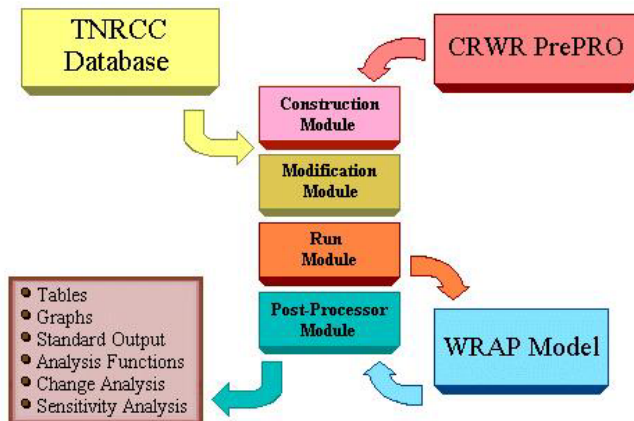 TNRCC
Database
CRWR PrePRO
Construction
Module
Modification
Module
Run
Module
Post-Processor
Module
Tables
Graphs
Standard Output
Analysis Functions
Change Analysis
Sensitivity Analysis
WRAP Model